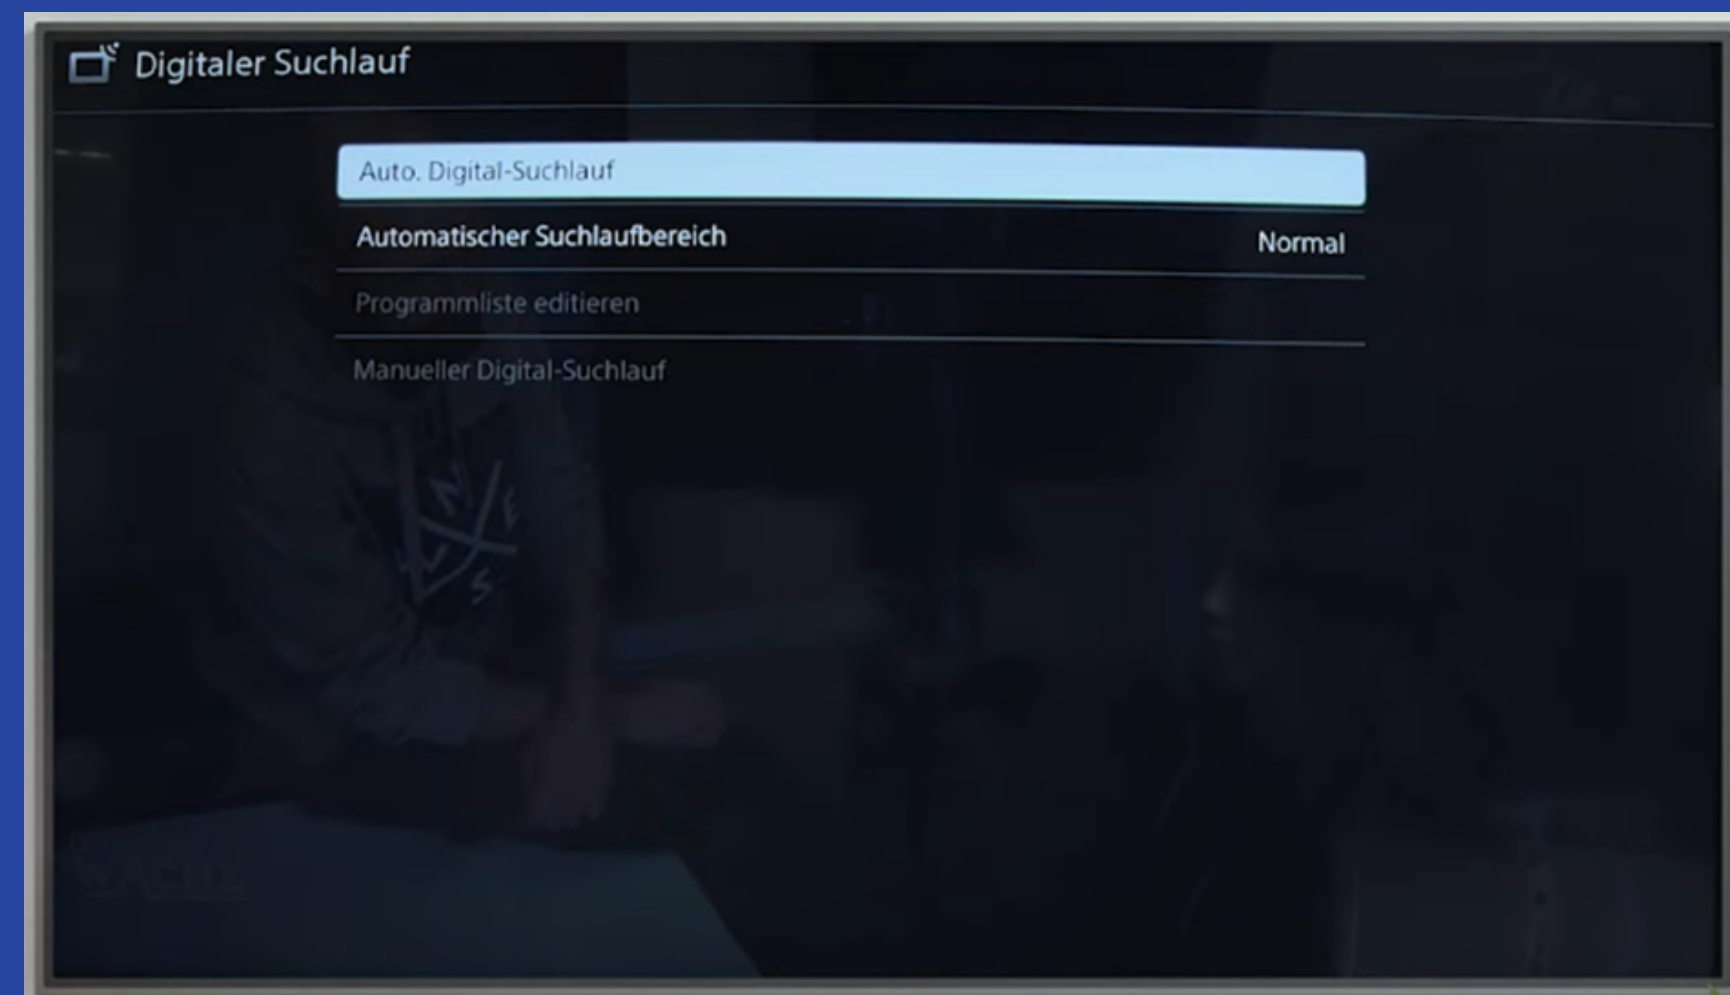 Digitaler Suchlauf
Auto. Digital-Suchlauf
Automatischer Suchlaufbereich Normal
Programmliste editieren
Manueller Digital-Suchlauf
N
E
S